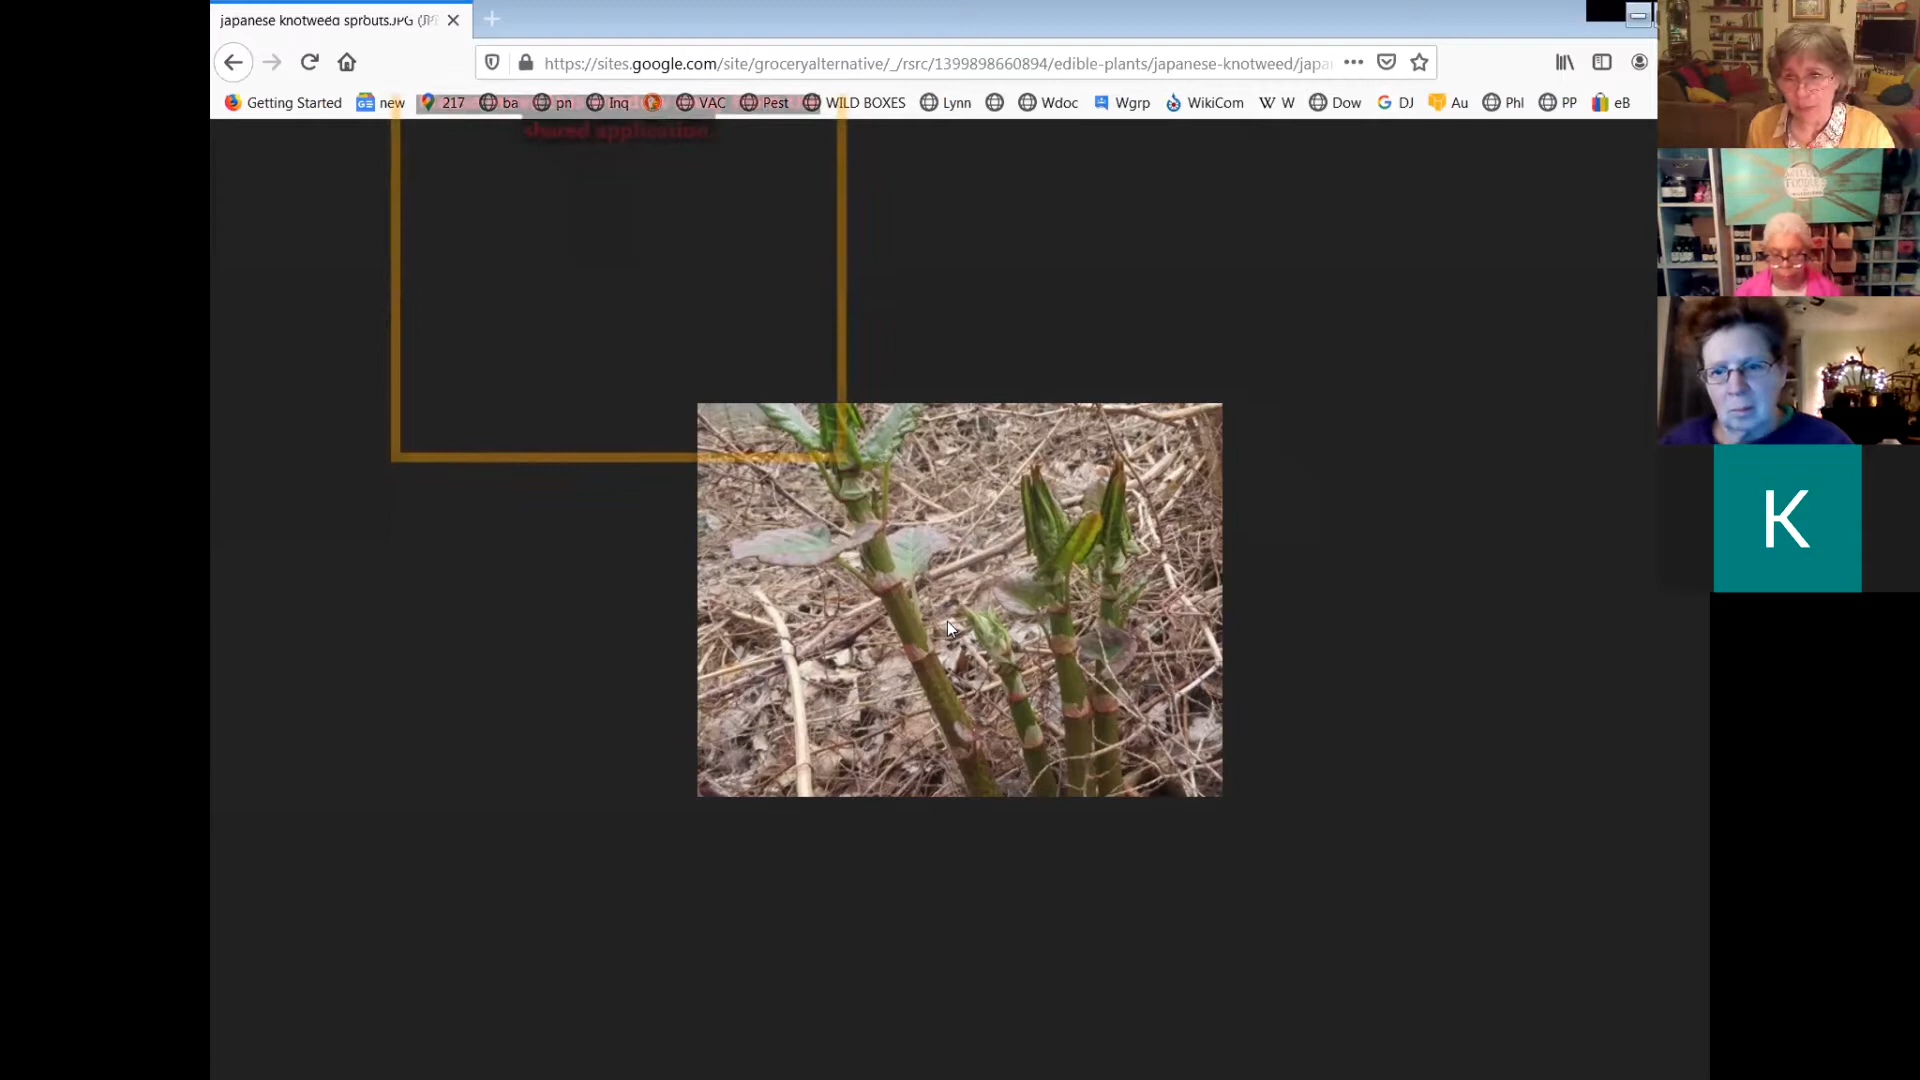 japanese knotweed sprouts.JPG (JPE
https://sites.google.com/site/groceryalternative/_/rsrc/1399898660894/edible-plants/japanese-knotweed/japa
Getting Started new 217 ba pn Inq VAC Pest WILD BOXES Lynn Wdoc Wgrp WikiCom W W Dow DJ Au Phl PP eB
shared application.
K